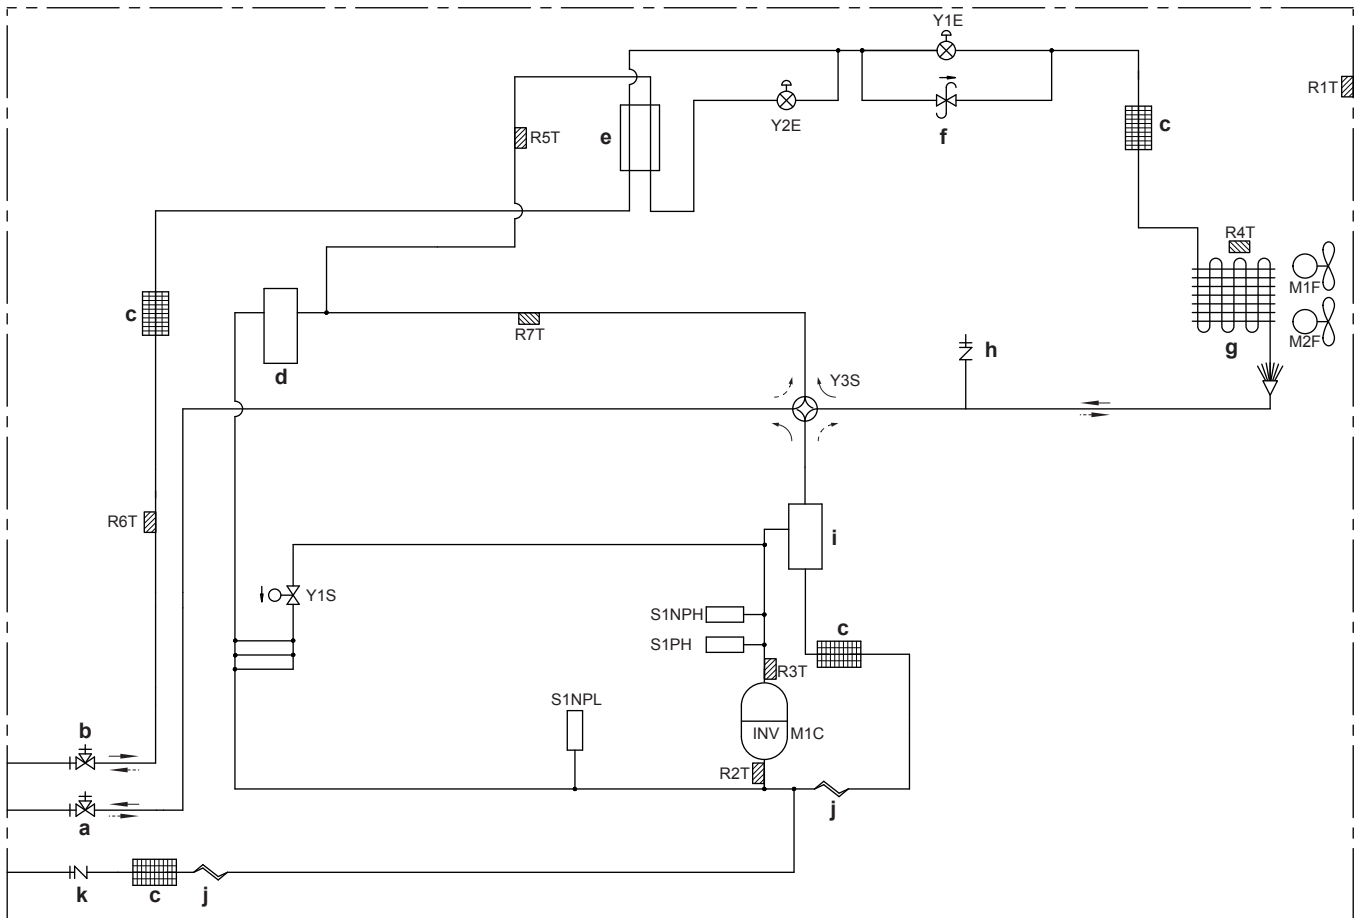 Y1E
R1T
Y2E
f
c
R5T
e
R4T
M1F
c
R7T
h
g
M2F
d
Y3S
R6T
i
Y1S
S1NPH
S1PH
c
R3T
S1NPL
b
INV
M1C
R2T
a
j
k
c
j